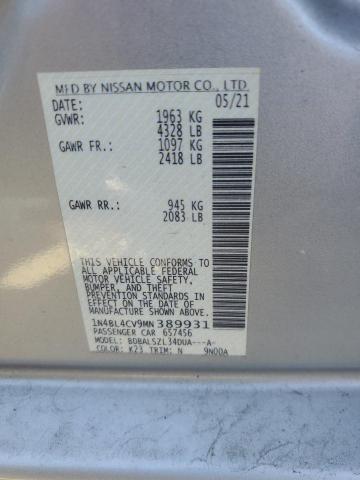 MFD BY NISSAN MOTOR CO., LTD
DATE: 05/21
GVWR: 1963 KG
4328 LB
GAWR FR.: 1097 KG
2418 LB
GAWR RR.: 945 KG
2083 LB
THIS VEHICLE CONFORMS TO
ALL APPLICABLE FEDERAL
MOTOR VEHICLE SAFETY,
BUMPER, AND THEFT
PREVENTION STANDARDS
IN EFFECT ON THE DATE OF
MANUFACTURE SHOWN ABOVE.
1N4BL4CV9MN389931
PASSENGER CAR 657456
MODEL: BDBALSZL34DUA---A-
COLOR: K23 TRIM: N 9N00A